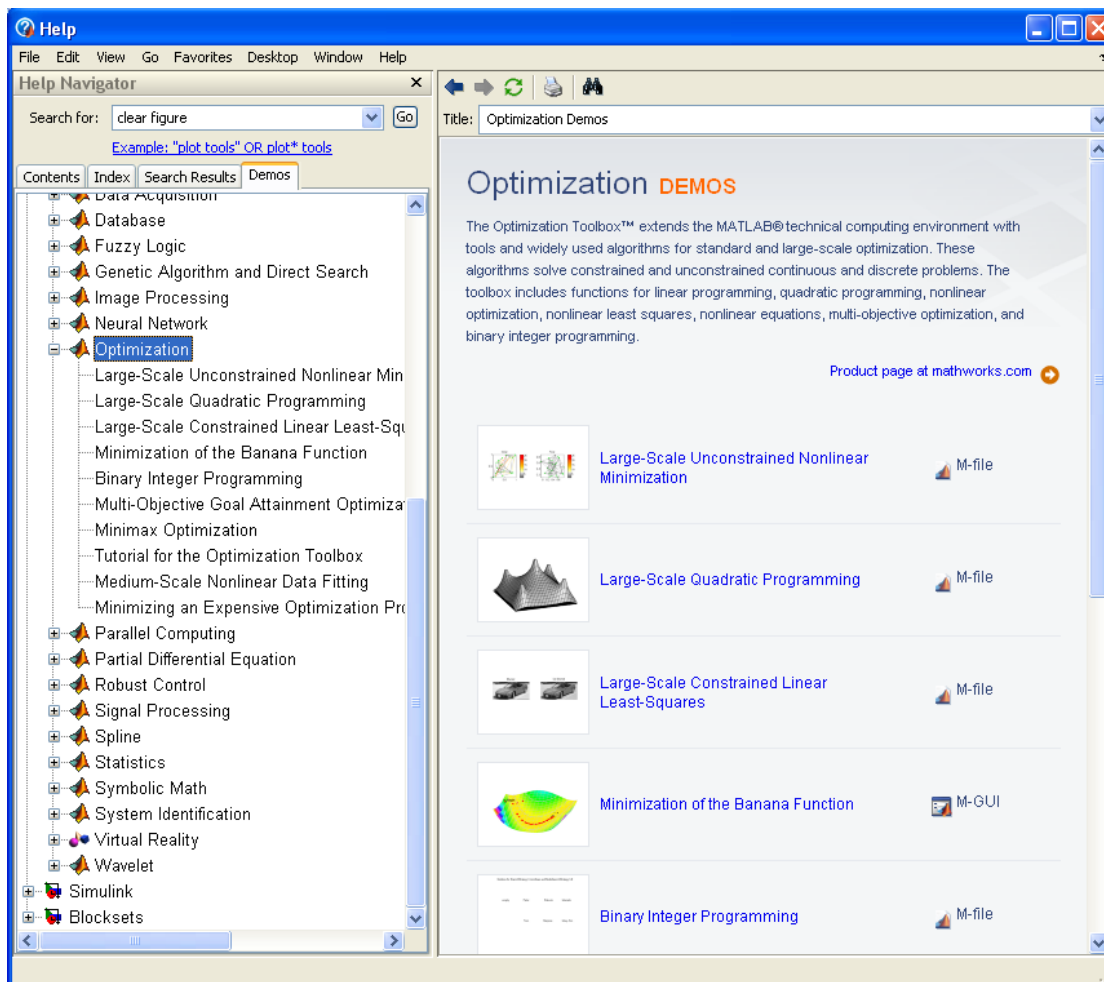 Help
File Edit View Go Favorites Desktop Window Help
Help Navigator
Search for: clear figure Go
Example: "plot tools" OR plot* tools
Contents Index Search Results Demos
Data Acquisition
Database
Fuzzy Logic
Genetic Algorithm and Direct Search
Image Processing
Neural Network
Optimization
Large-Scale Unconstrained Nonlinear Min
Large-Scale Quadratic Programming
Large-Scale Constrained Linear Least-Squ
Minimization of the Banana Function
Binary Integer Programming
Multi-Objective Goal Attainment Optimiza
Minimax Optimization
Tutorial for the Optimization Toolbox
Medium-Scale Nonlinear Data Fitting
Minimizing an Expensive Optimization Pro
Parallel Computing
Partial Differential Equation
Robust Control
Signal Processing
Spline
Statistics
Symbolic Math
System Identification
Virtual Reality
Wavelet
Simulink
Blocksets
Title: Optimization Demos
Optimization DEMOS
The Optimization Toolbox™ extends the MATLAB® technical computing environment with
tools and widely used algorithms for standard and large-scale optimization. These
algorithms solve constrained and unconstrained continuous and discrete problems. The
toolbox includes functions for linear programming, quadratic programming, nonlinear
optimization, nonlinear least squares, nonlinear equations, multi-objective optimization, and
binary integer programming.
Product page at mathworks.com
Large-Scale Unconstrained Nonlinear
Minimization
M-file
Large-Scale Quadratic Programming
M-file
Large-Scale Constrained Linear
Least-Squares
M-file
Minimization of the Banana Function
M-GUI
Binary Integer Programming
M-file